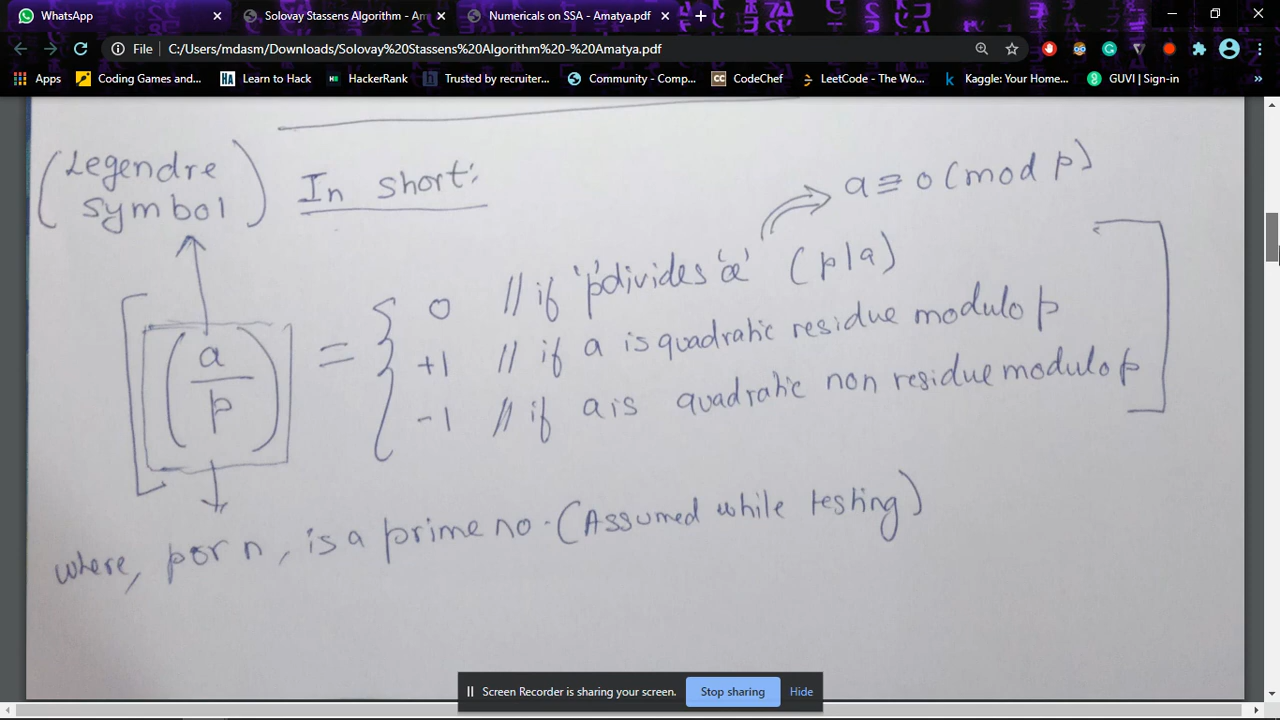 WhatsApp
Solovay Stassens Algorithm - Am
Numericals on SSA - Amatya.pdf
File C:/Users/mdasm/Downloads/Solovay%20Stassens%20Algorithm%20-%20Amatya.pdf
Apps Coding Games and... Learn to Hack HackerRank Trusted by recruiter... Community - Comp... CodeChef LeetCode - The Wo... Kaggle: Your Home... GUVI | Sign-in »
(Legendre symbol) In short:
a ≡ 0 (mod p)
(a/p) = { 0 // if 'p' divides 'a' (p|a)
+1 // if a is quadratic residue modulo p
-1 // if a is quadratic non residue modulo p
where, p or n, is a prime no. (Assumed while testing)
Screen Recorder is sharing your screen. Stop sharing Hide